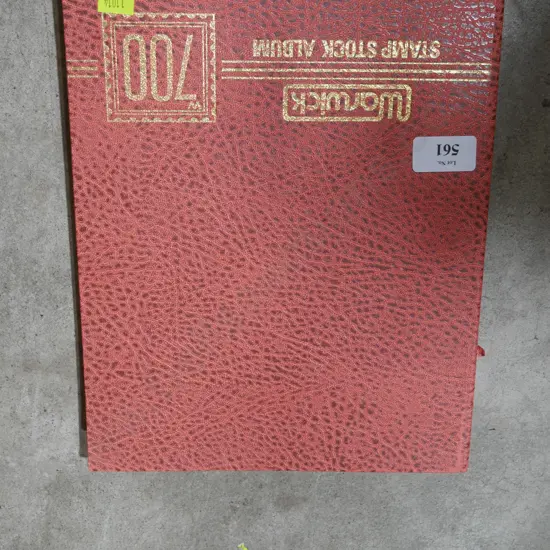 Warwick
STAMP STOCK ALBUM
W
700
Lot No.
561